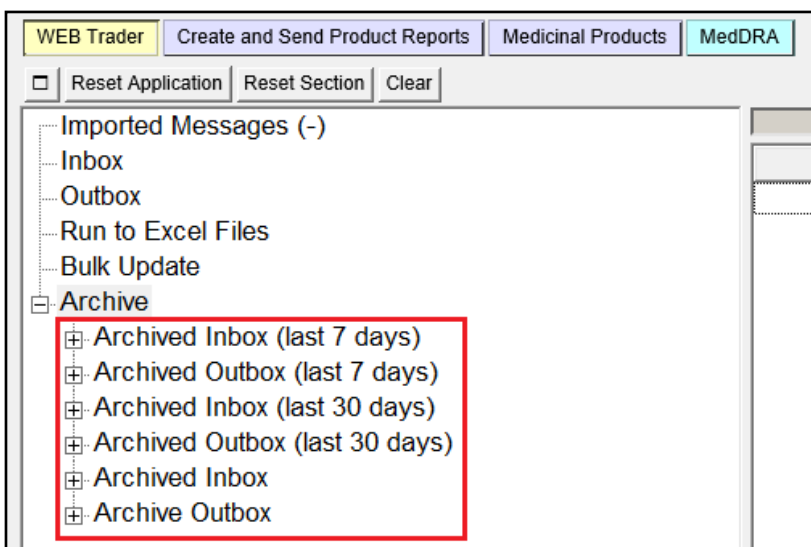 WEB Trader Create and Send Product Reports Medicinal Products MedDRA
Reset Application Reset Section Clear
Imported Messages (-)
Inbox
Outbox
Run to Excel Files
Bulk Update
Archive
Archived Inbox (last 7 days)
Archived Outbox (last 7 days)
Archived Inbox (last 30 days)
Archived Outbox (last 30 days)
Archived Inbox
Archive Outbox